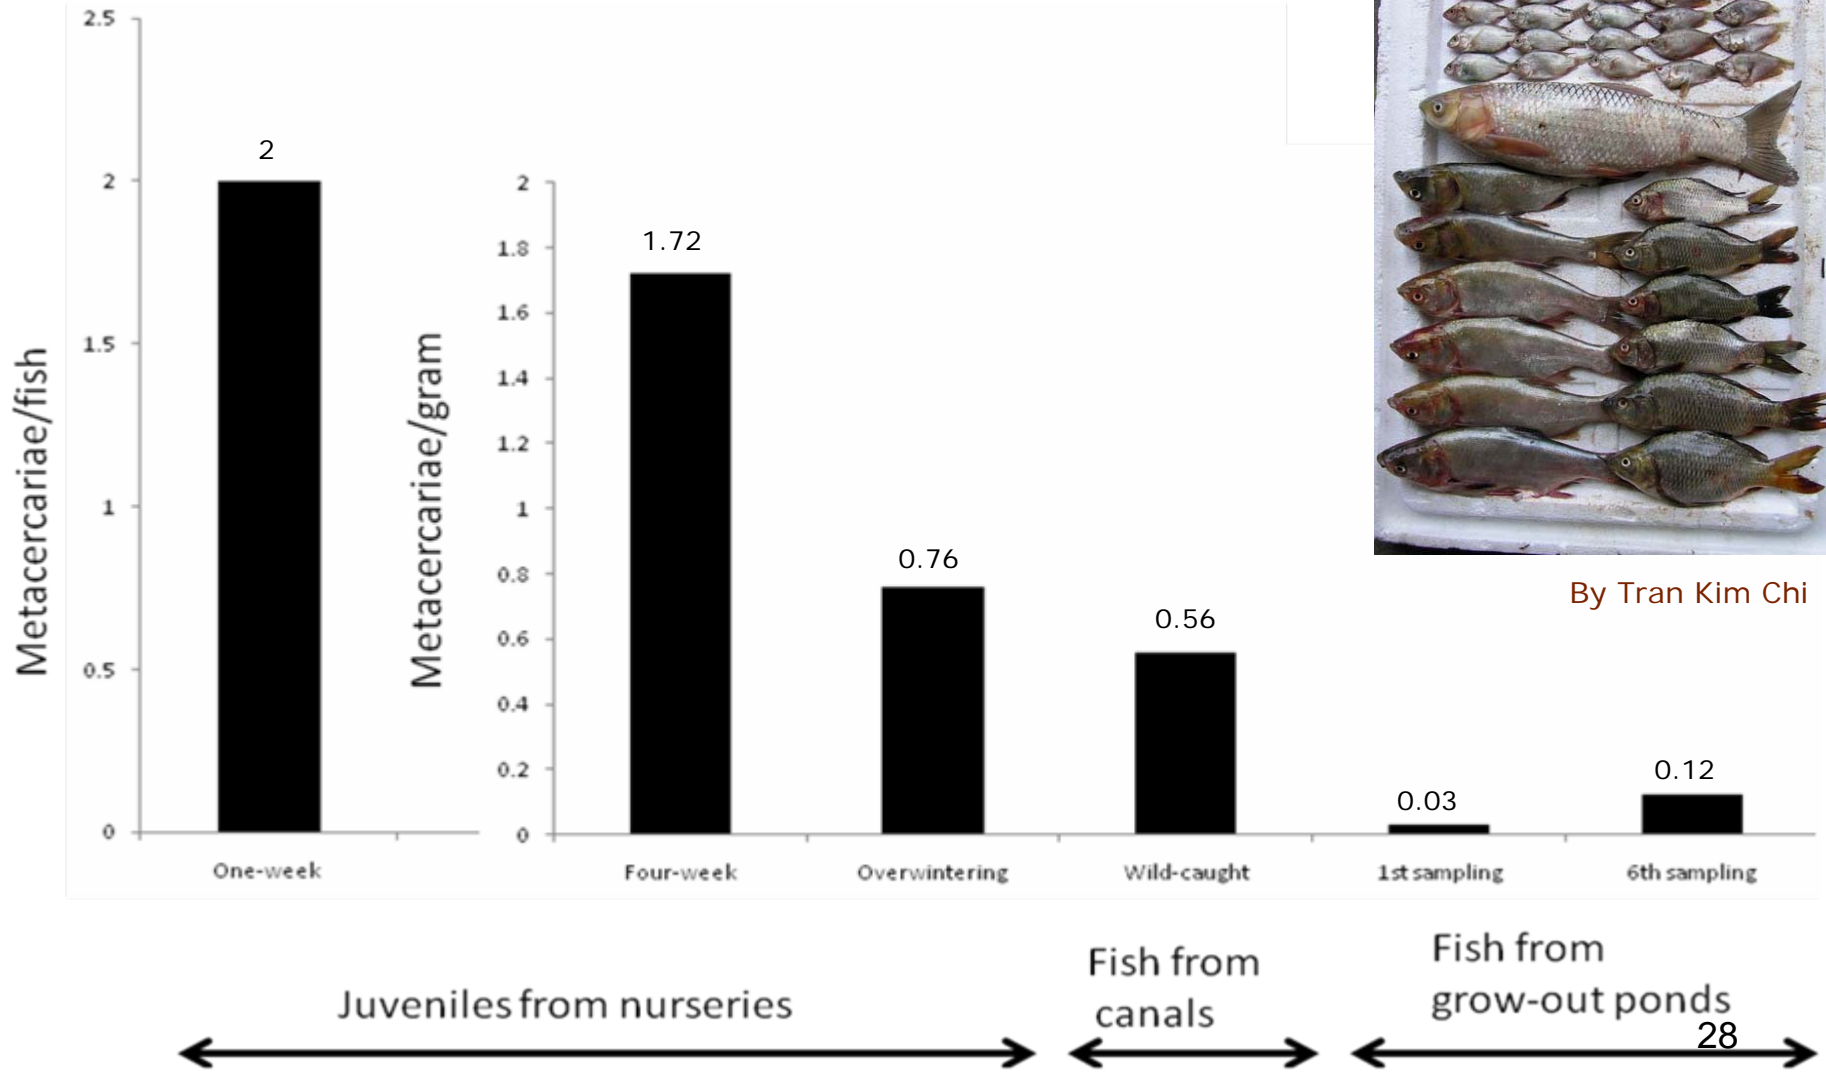 Metacercariae/fish
2.5
2
1.5
1
0.5
0
2
One-week
Metacercariae/gram
2
1.8
1.6
1.4
1.2
1
0.8
0.6
0.4
0.2
0
1.72
0.76
0.56
0.03
0.12
Four-week
Overwintering
Wild-caught
1st sampling
6th sampling
By Tran Kim Chi
Juveniles from nurseries
Fish from
canals
Fish from
grow-out ponds
28